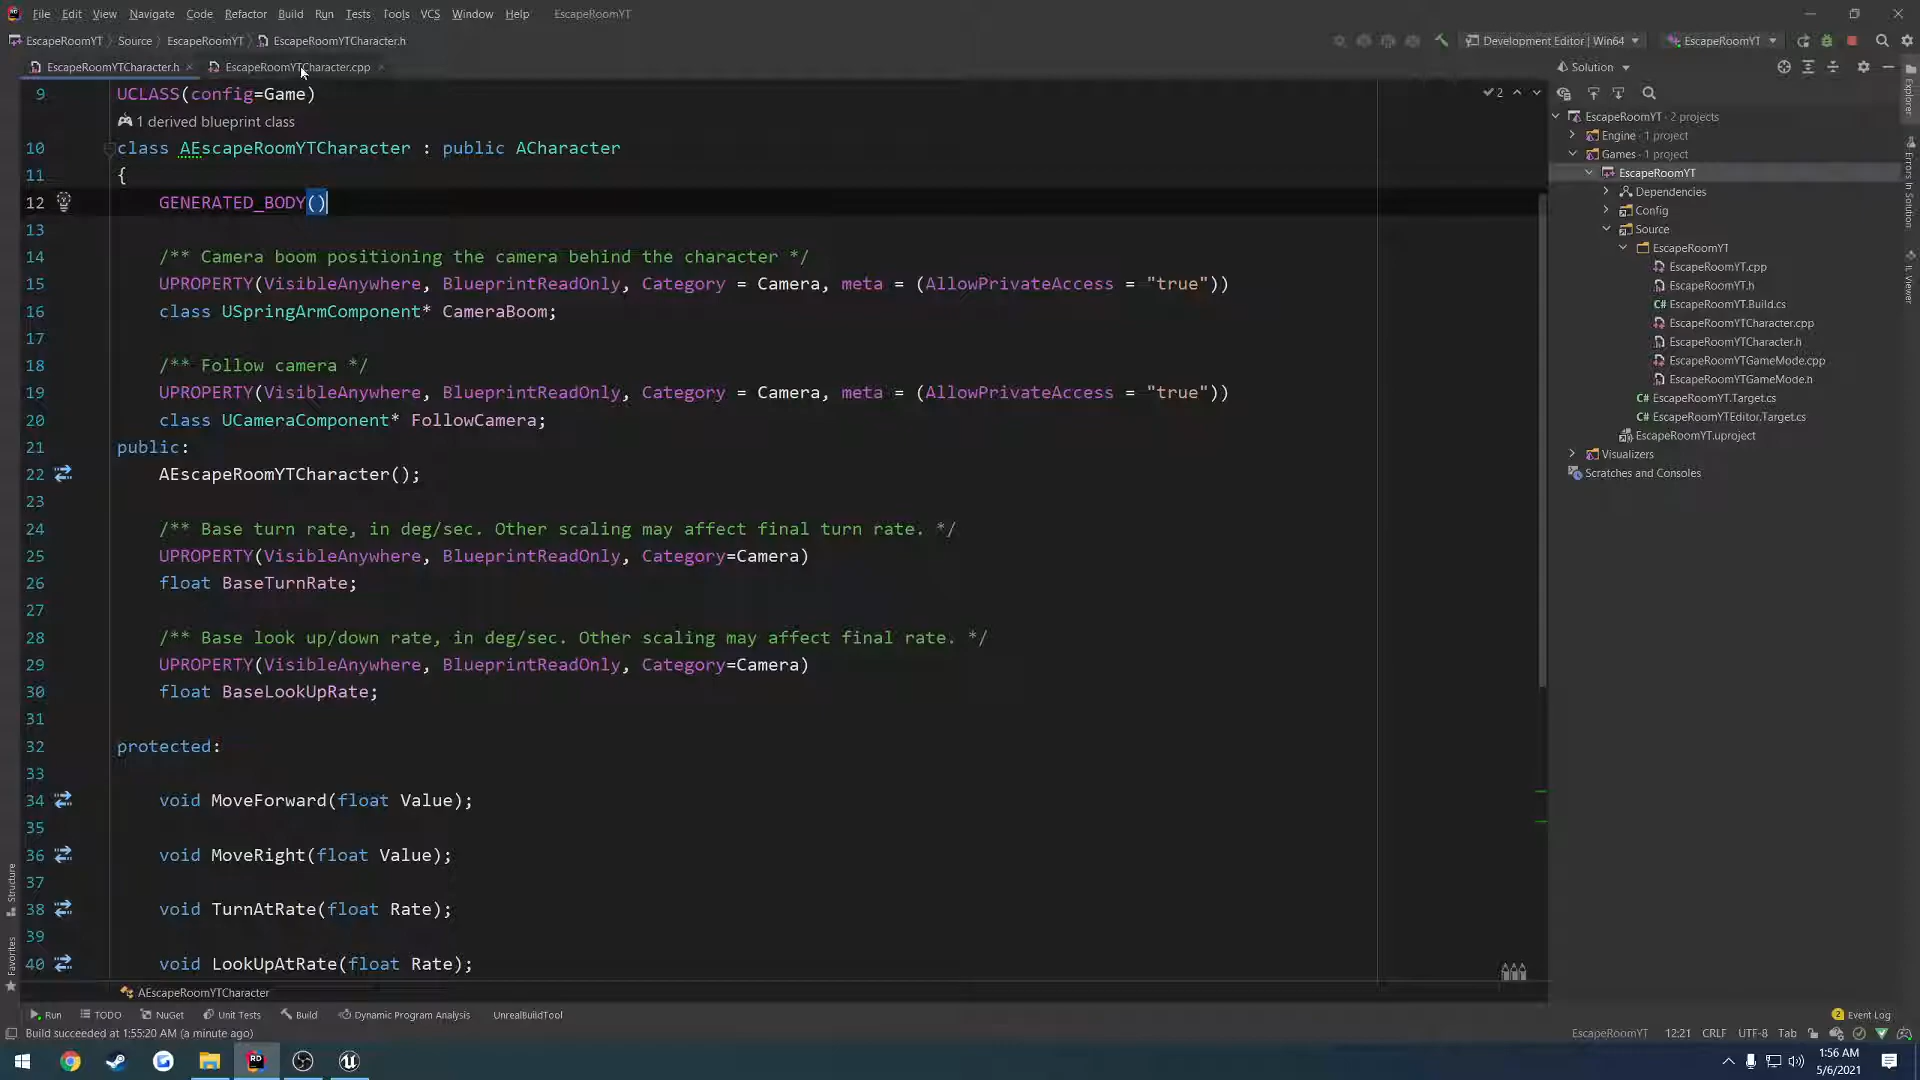 File Edit View Navigate Code Refactor Build Run Tests Tools VCS Window Help EscapeRoomYT
EscapeRoomYT Source EscapeRoomYT EscapeRoomYTCharacter.h
Development Editor | Win64 EscapeRoomYT
EscapeRoomYTCharacter.h EscapeRoomYTCharacter.cpp
Solution
9 UCLASS(config=Game)
2
1 derived blueprint class
10 class AEscapeRoomYTCharacter : public ACharacter
11 {
12 GENERATED_BODY()
13
14 /** Camera boom positioning the camera behind the character */
15 UPROPERTY(VisibleAnywhere, BlueprintReadOnly, Category = Camera, meta = (AllowPrivateAccess = "true"))
16 class USpringArmComponent* CameraBoom;
17
18 /** Follow camera */
19 UPROPERTY(VisibleAnywhere, BlueprintReadOnly, Category = Camera, meta = (AllowPrivateAccess = "true"))
20 class UCameraComponent* FollowCamera;
21 public:
22 AEscapeRoomYTCharacter();
23
24 /** Base turn rate, in deg/sec. Other scaling may affect final turn rate. */
25 UPROPERTY(VisibleAnywhere, BlueprintReadOnly, Category=Camera)
26 float BaseTurnRate;
27
28 /** Base look up/down rate, in deg/sec. Other scaling may affect final rate. */
29 UPROPERTY(VisibleAnywhere, BlueprintReadOnly, Category=Camera)
30 float BaseLookUpRate;
31
32 protected:
33
34 void MoveForward(float Value);
35
36 void MoveRight(float Value);
37
38 void TurnAtRate(float Rate);
39
40 void LookUpAtRate(float Rate);
AEscapeRoomYTCharacter
EscapeRoomYT · 2 projects
Engine · 1 project
Games · 1 project
EscapeRoomYT
Dependencies
Config
Source
EscapeRoomYT
EscapeRoomYT.cpp
EscapeRoomYT.h
C# EscapeRoomYT.Build.cs
EscapeRoomYTCharacter.cpp
EscapeRoomYTCharacter.h
EscapeRoomYTGameMode.cpp
EscapeRoomYTGameMode.h
C# EscapeRoomYT.Target.cs
C# EscapeRoomYTEditor.Target.cs
EscapeRoomYT.uproject
Visualizers
Scratches and Consoles
Explorer
Errors In Solution
IL Viewer
Structure
Favorites
Run TODO NuGet Unit Tests Build Dynamic Program Analysis UnrealBuildTool
2 Event Log
Build succeeded at 1:55:20 AM (a minute ago)
EscapeRoomYT 12:21 CRLF UTF-8 Tab
RD
1:56 AM
5/6/2021